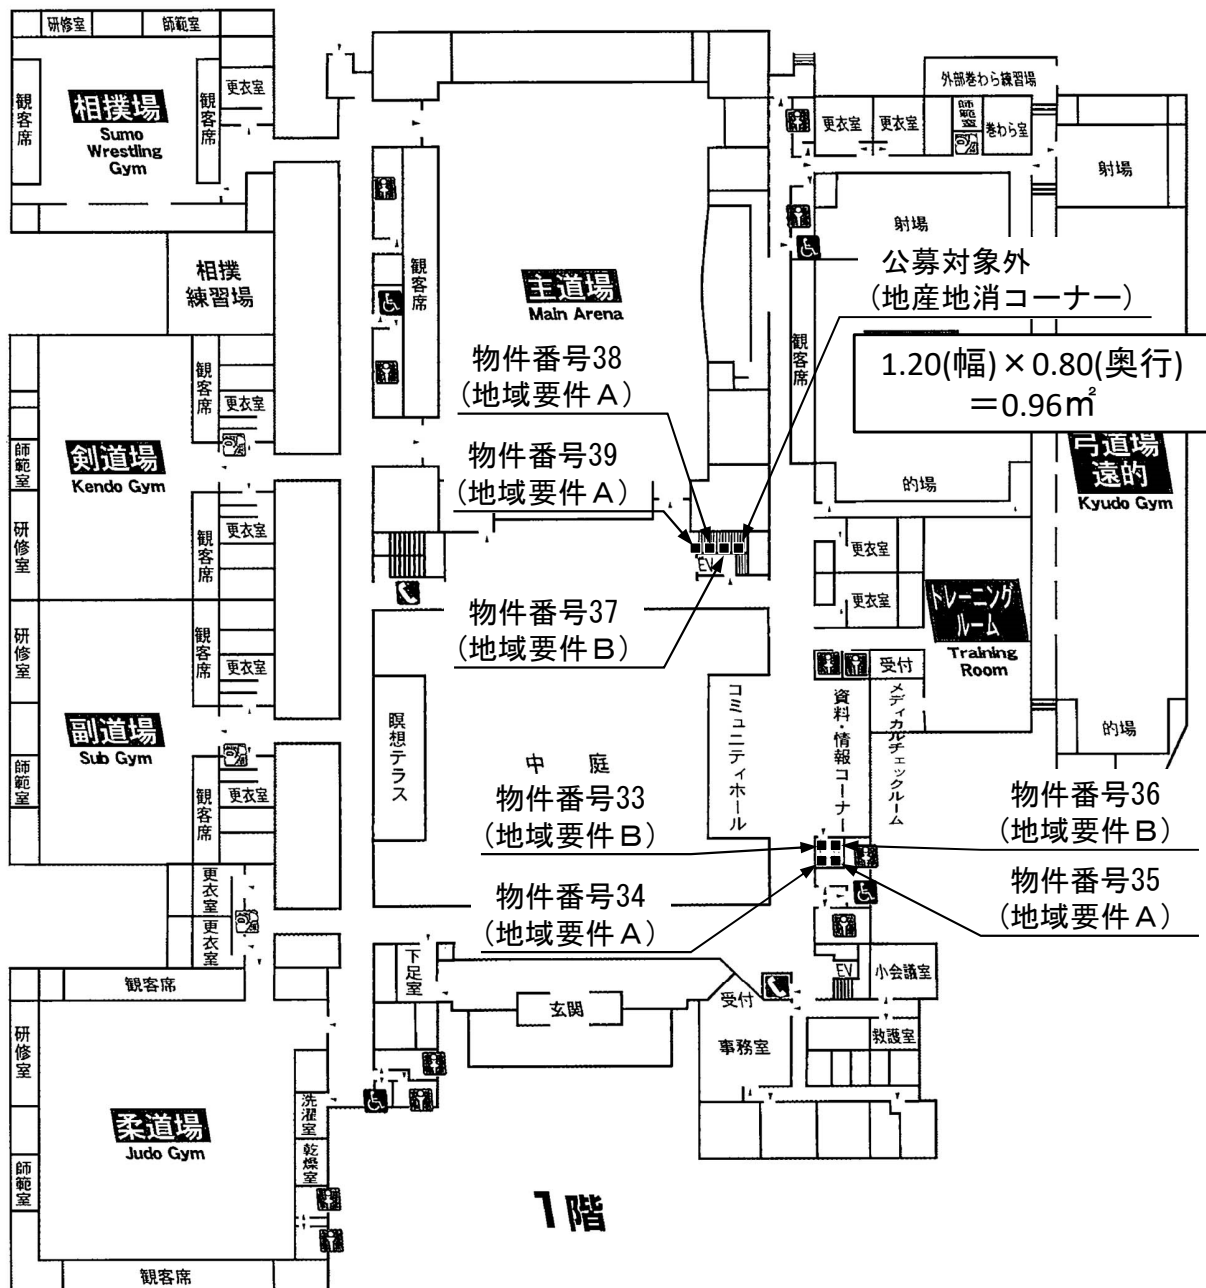 研修室
師範室
外部巻わら練習場
観客席
相撲場
Sumo
Wrestling
Gym
観客席
更衣室
更衣室
更衣室
師範室
巻わら室
射場
射場
相撲
練習場
観客席
主道場
Main Arena
公募対象外
(地産地消コーナー)
1.20(幅)×0.80(奥行)
=0.96㎡
観客席
物件番号38
(地域要件A)
物件番号39
(地域要件A)
観客席
更衣室
師範室
剣道場
Kendo Gym
弓道場
遠的
Kyudo Gym
的場
研修室
観客席
更衣室
EV
更衣室
更衣室
物件番号37
(地域要件B)
トレーニング
ルーム
Training
Room
研修室
観客席
更衣室
受付
副道場
Sub Gym
瞑想テラス
中庭
コミュニティホール
資料・情報コーナー
メディカルチェックルーム
的場
師範室
観客席
更衣室
物件番号33
(地域要件B)
物件番号36
(地域要件B)
物件番号34
(地域要件A)
物件番号35
(地域要件A)
更衣室
更衣室
観客席
下足室
玄関
受付
事務室
EV
小会議室
救護室
研修室
柔道場
Judo Gym
洗濯室
乾燥室
師範室
観客席
1階